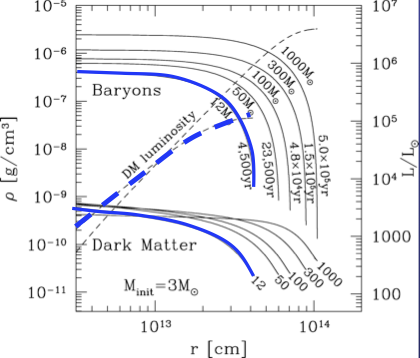 10⁻⁵
10⁻⁶
10⁻⁷
10⁻⁸
10⁻⁹
10⁻¹⁰
10⁻¹¹
ρ [g/cm³]
10⁷
10⁶
10⁵
10⁴
1000
100
L/L⊙
1000M⊙
300M⊙
100M⊙
50M⊙
12M⊙
Baryons
DM luminosity
4,500yr
23,500yr
4.8×10⁴yr
1.5×10⁵yr
5.0×10⁵yr
Dark Matter
12
50
100
300
1000
M_init=3M⊙
10¹³
10¹⁴
r [cm]